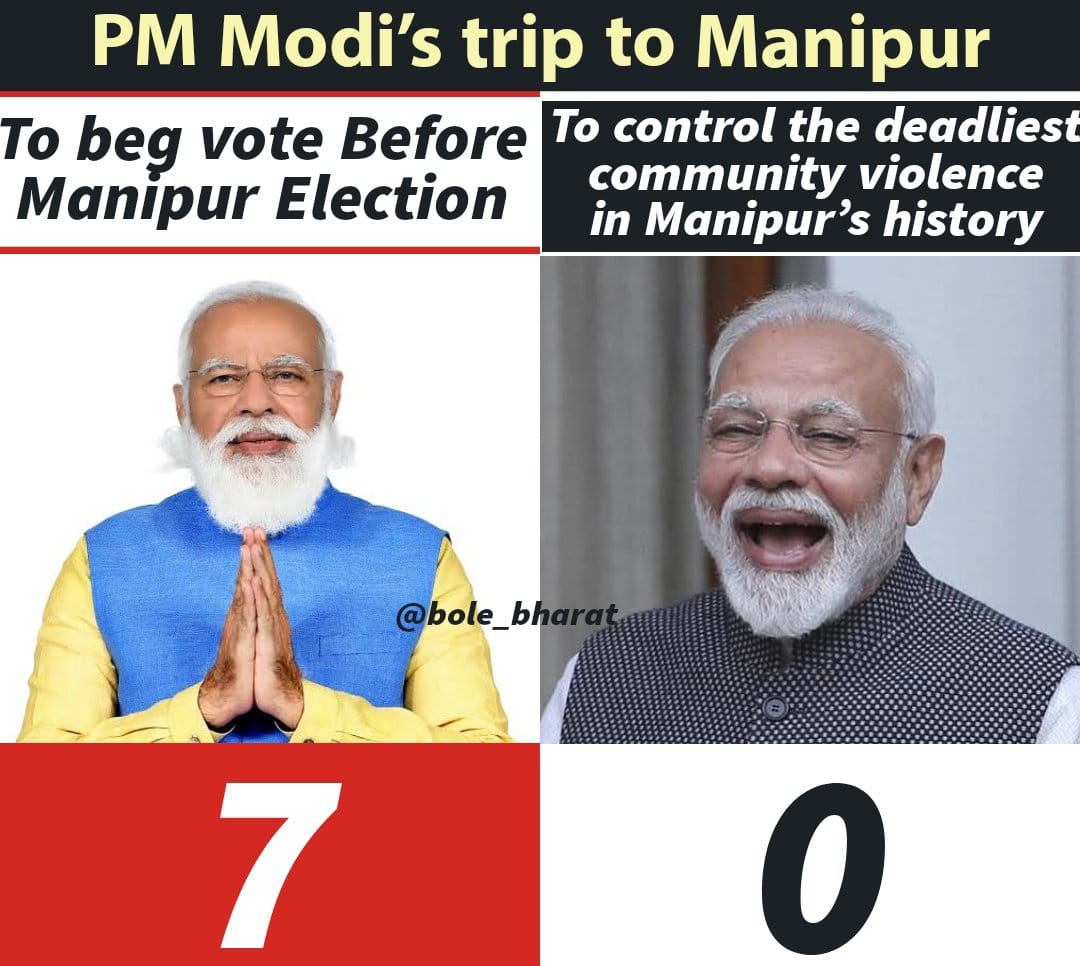 PM Modi’s trip to Manipur
To beg vote Before
Manipur Election
To control the deadliest
community violence
in Manipur’s history
@bole_bharat
7
0